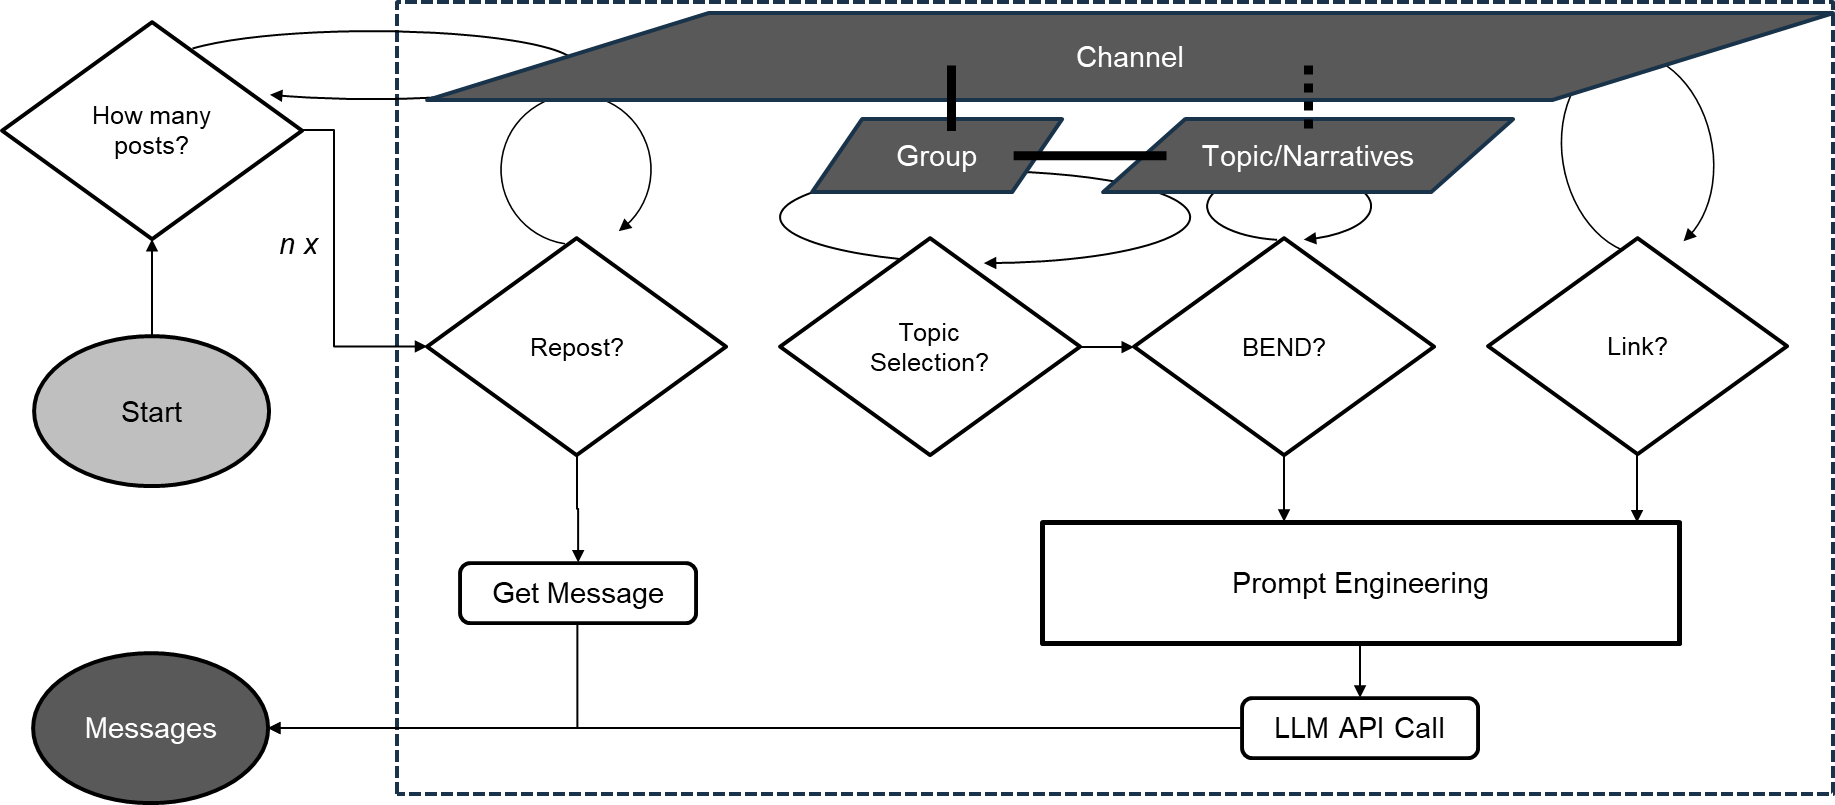 Channel
How many
posts?
Group
Topic/Narratives
n x
Repost?
Topic
Selection?
BEND?
Link?
Start
Get Message
Prompt Engineering
Messages
LLM API Call